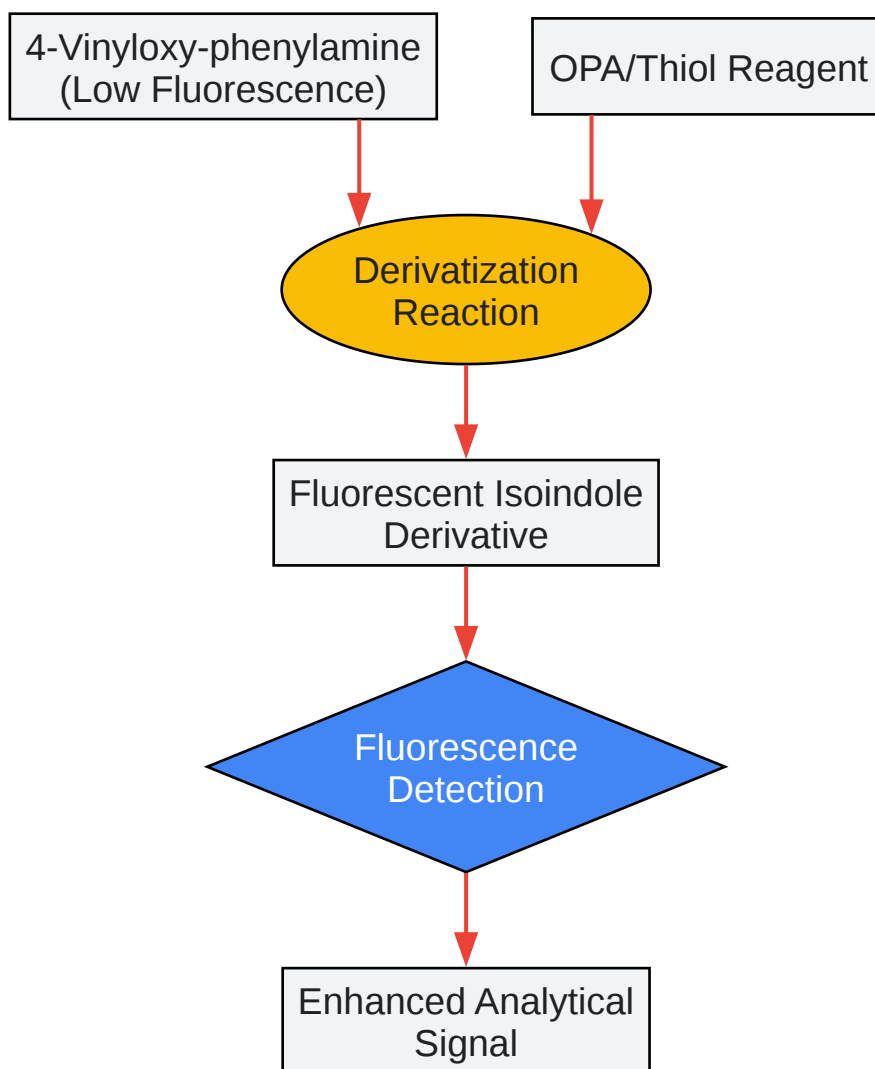 4-Vinyloxy-phenylamine
(Low Fluorescence)
OPA/Thiol Reagent
Derivatization
Reaction
Fluorescent Isoindole
Derivative
Fluorescence
Detection
Enhanced Analytical
Signal